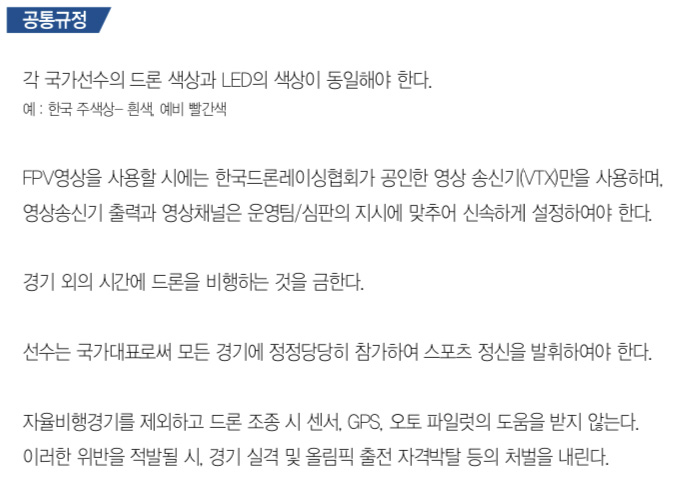 공통규정
각 국가선수의 드론 색상과 LED의 색상이 동일해야 한다.
예 : 한국 주색상- 흰색, 예비 빨간색
FPV영상을 사용할 시에는 한국드론레이싱협회가 공인한 영상 송신기(VTX)만을 사용하며,
영상송신기 출력과 영상채널은 운영팀/심판의 지시에 맞추어 신속하게 설정하여야 한다.
경기 외의 시간에 드론을 비행하는 것을 금한다.
선수는 국가대표로써 모든 경기에 정정당당히 참가하여 스포츠 정신을 발휘하여야 한다.
자율비행경기를 제외하고 드론 조종 시 센서, GPS, 오토 파일럿의 도움을 받지 않는다.
이러한 위반을 적발될 시, 경기 실격 및 올림픽 출전 자격박탈 등의 처벌을 내린다.